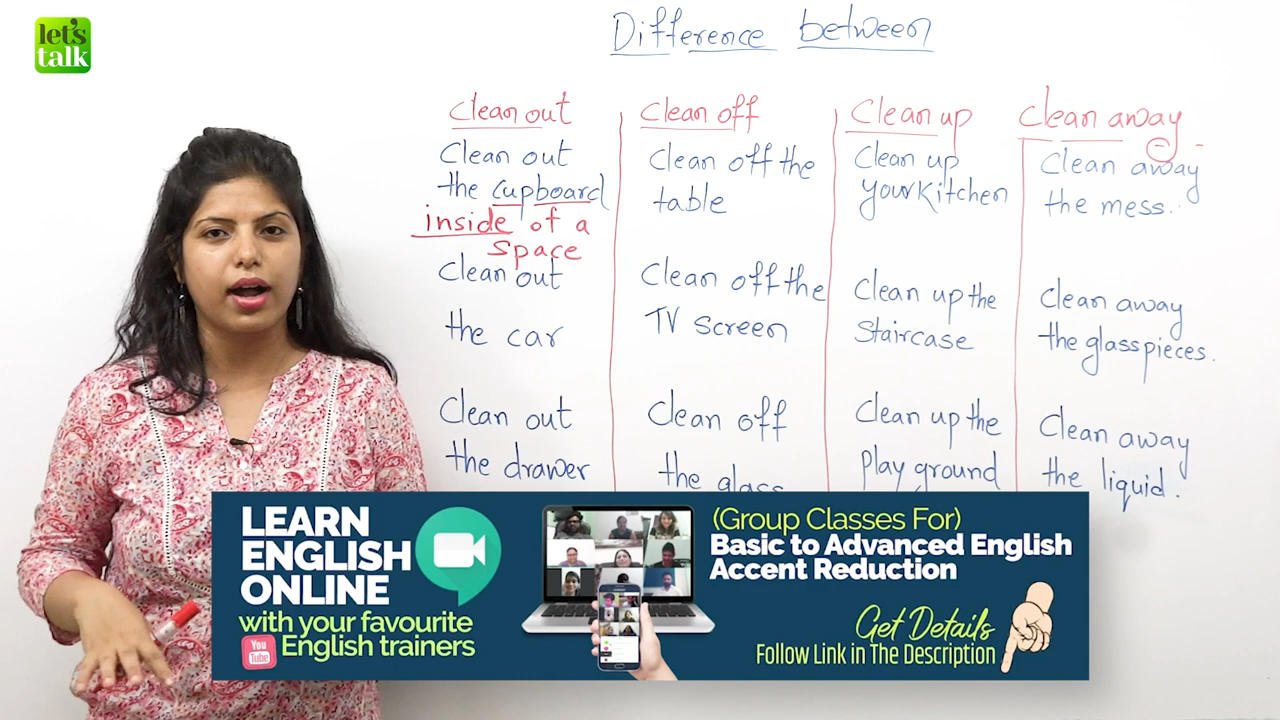 let's
talk
Difference between
Clean out
Clean out
the cupboard
inside of a
space
Clean out
the car
Clean out
the drawer
Clean off
Clean off the
table
Clean off the
TV screen
Clean off
the glass
Clean up
Clean up
your kitchen
Clean up the
Staircase
Clean up the
Play ground
Clean away
Clean away
the mess.
Clean away
the glass pieces.
Clean away
the liquid.
LEARN
ENGLISH
ONLINE
with your favourite
You
Tube
English trainers
(Group Classes For)
Basic to Advanced English
Accent Reduction
Get Details
Follow Link in The Description